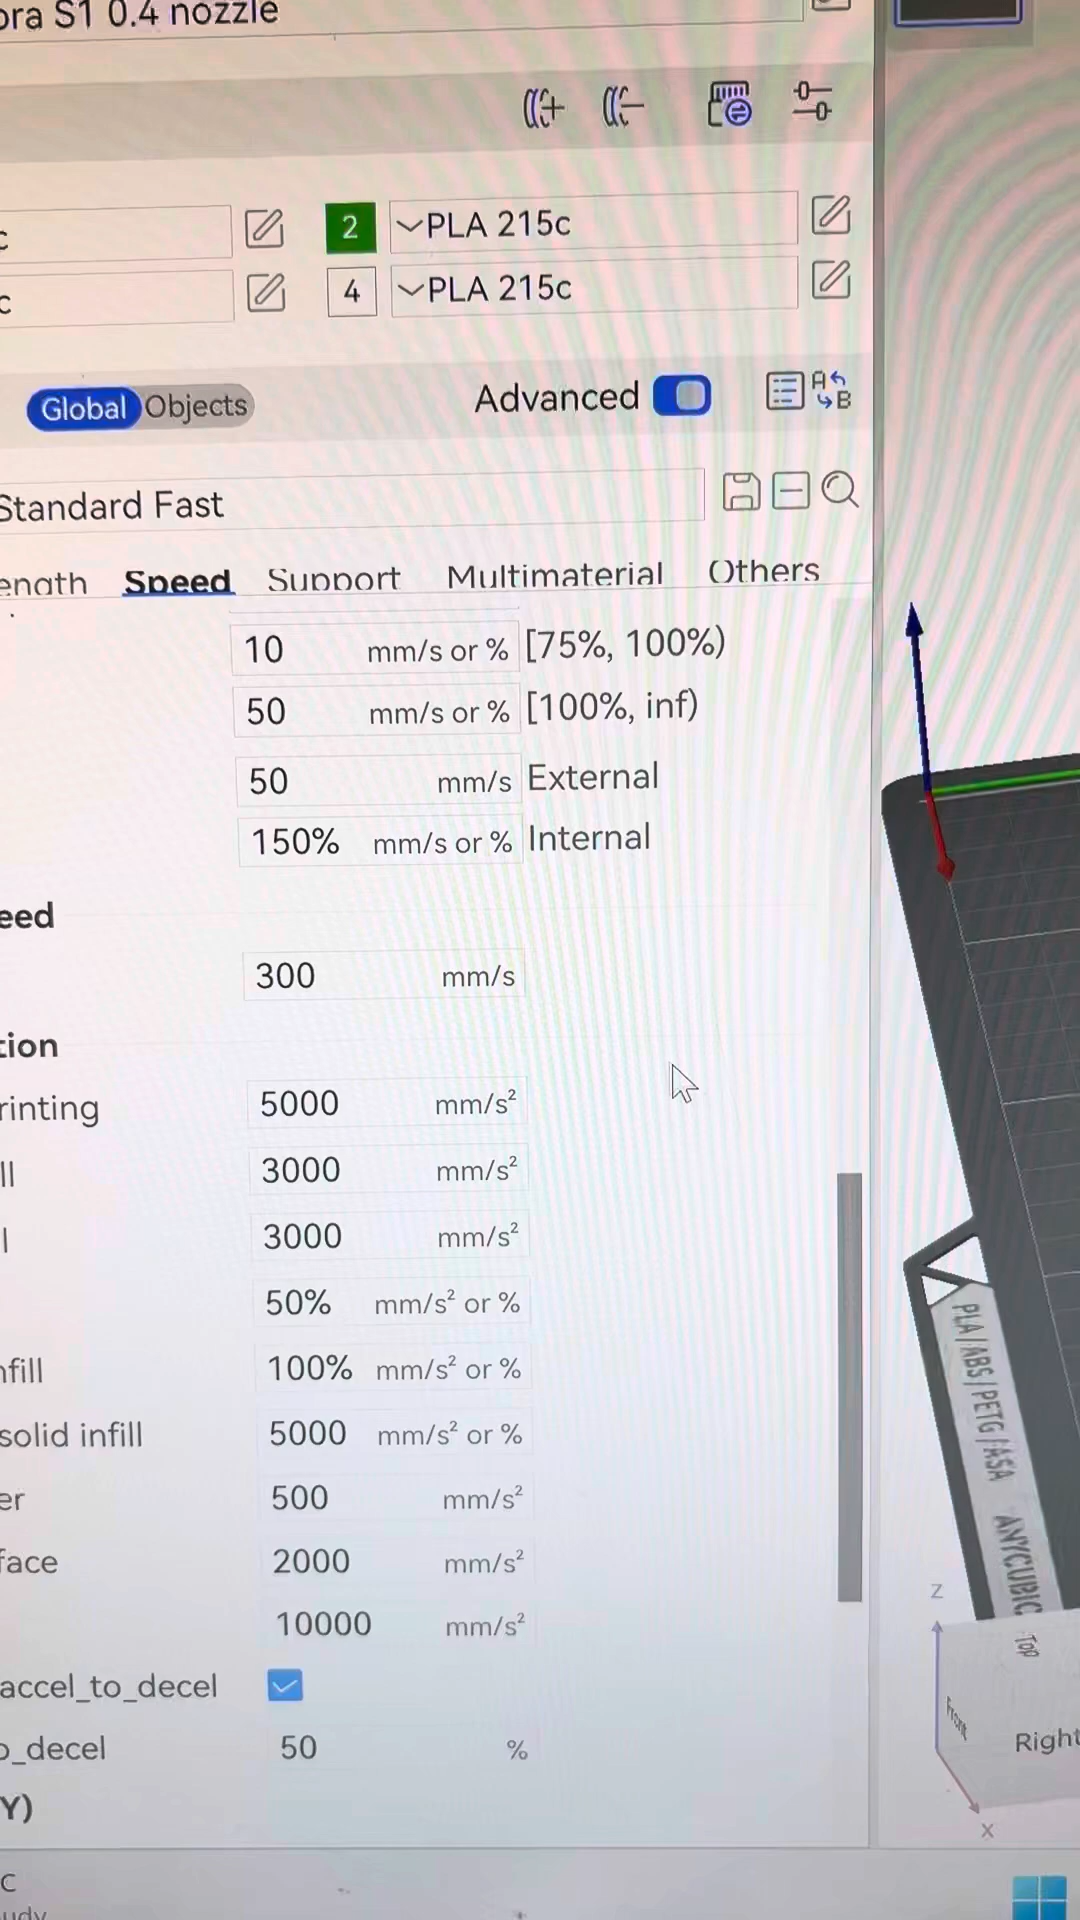 ora S1 0.4 nozzle
c 2 PLA 215c
c 4 PLA 215c
Global Objects Advanced
Standard Fast
ength Speed Support Multimaterial Others
10 mm/s or % [75%, 100%)
50 mm/s or % [100%, inf)
50 mm/s External
150% mm/s or % Internal
eed
300 mm/s
tion
rinting 5000 mm/s²
ll 3000 mm/s²
l 3000 mm/s²
50% mm/s² or %
nfill 100% mm/s² or %
solid infill 5000 mm/s² or %
er 500 mm/s²
face 2000 mm/s²
10000 mm/s²
accel_to_decel
o_decel 50 %
Y)
PLA/ABS/PETG/ASA ANYCUBIC
Z
Top
Front
Right
X
C